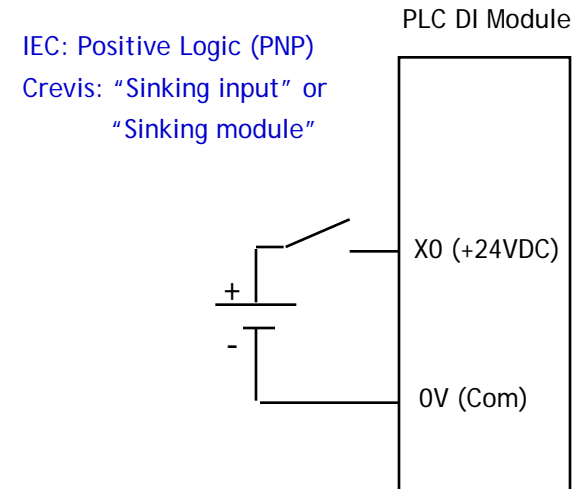 PLC DI Module
IEC: Positive Logic (PNP)
Crevis: “Sinking input” or
“Sinking module”
X0 (+24VDC)
+
-
0V (Com)